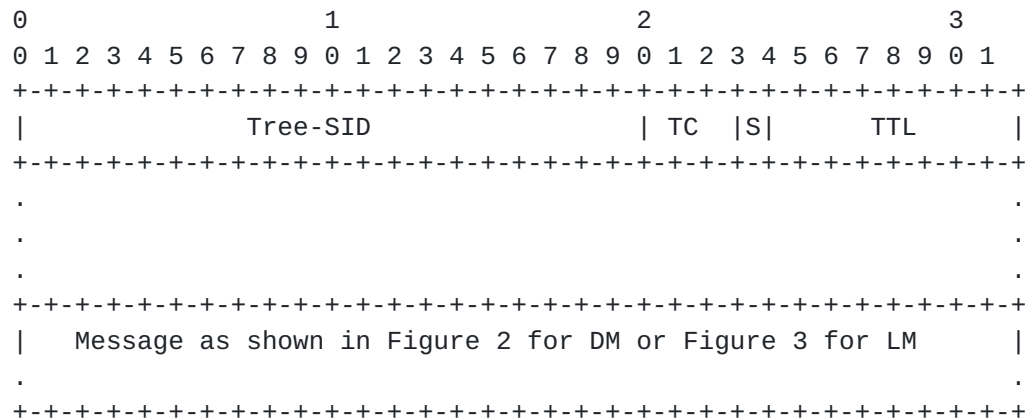 0                   1                   2                   3
 0 1 2 3 4 5 6 7 8 9 0 1 2 3 4 5 6 7 8 9 0 1 2 3 4 5 6 7 8 9 0 1
+-+-+-+-+-+-+-+-+-+-+-+-+-+-+-+-+-+-+-+-+-+-+-+-+-+-+-+-+-+-+-+-+
|              Tree-SID                 | TC  |S|      TTL      |
+-+-+-+-+-+-+-+-+-+-+-+-+-+-+-+-+-+-+-+-+-+-+-+-+-+-+-+-+-+-+-+-+
.                                                               .
.                                                               .
.                                                               .
+-+-+-+-+-+-+-+-+-+-+-+-+-+-+-+-+-+-+-+-+-+-+-+-+-+-+-+-+-+-+-+-+
|   Message as shown in Figure 2 for DM or Figure 3 for LM      |
.                                                               .
+-+-+-+-+-+-+-+-+-+-+-+-+-+-+-+-+-+-+-+-+-+-+-+-+-+-+-+-+-+-+-+-+